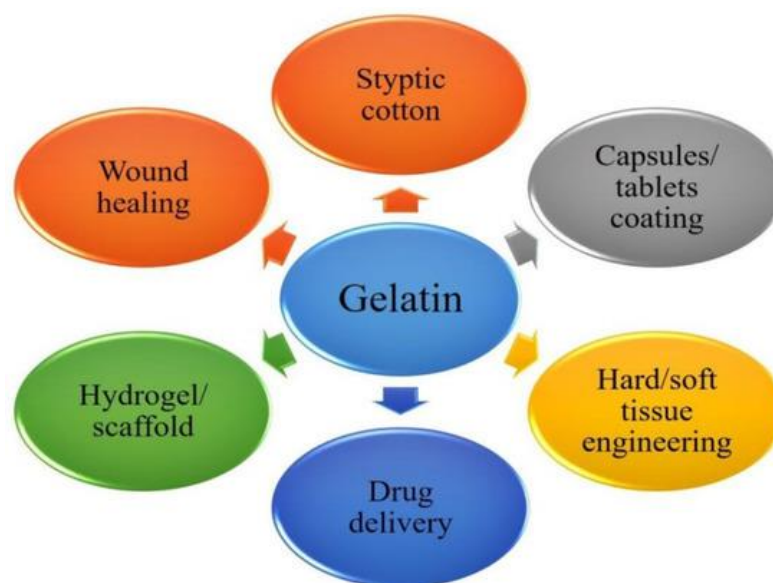 Styptic
cotton
Wound
healing
Capsules/
tablets
coating
Gelatin
Hydrogel/
scaffold
Hard/soft
tissue
engineering
Drug
delivery